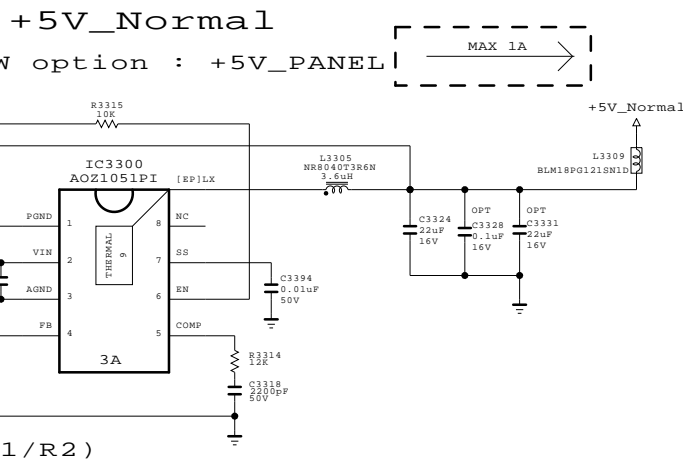 +5V_Normal
W option : +5V_PANEL
MAX 1A
R3315
10K
+5V_Normal
IC3300
AOZ1051PI
[EP]LX
L3305
NR8040T3R6N
3.6uH
L3309
BLM18PG121SN1D
PGND
1
8
NC
VIN
2
7
SS
AGND
3
6
EN
FB
4
5
COMP
THERMAL
9
3A
C3324
22uF
16V
OPT
C3328
0.1uF
16V
OPT
C3331
22uF
16V
C3394
0.01uF
50V
R3314
12K
C3318
2200pF
50V
1/R2)